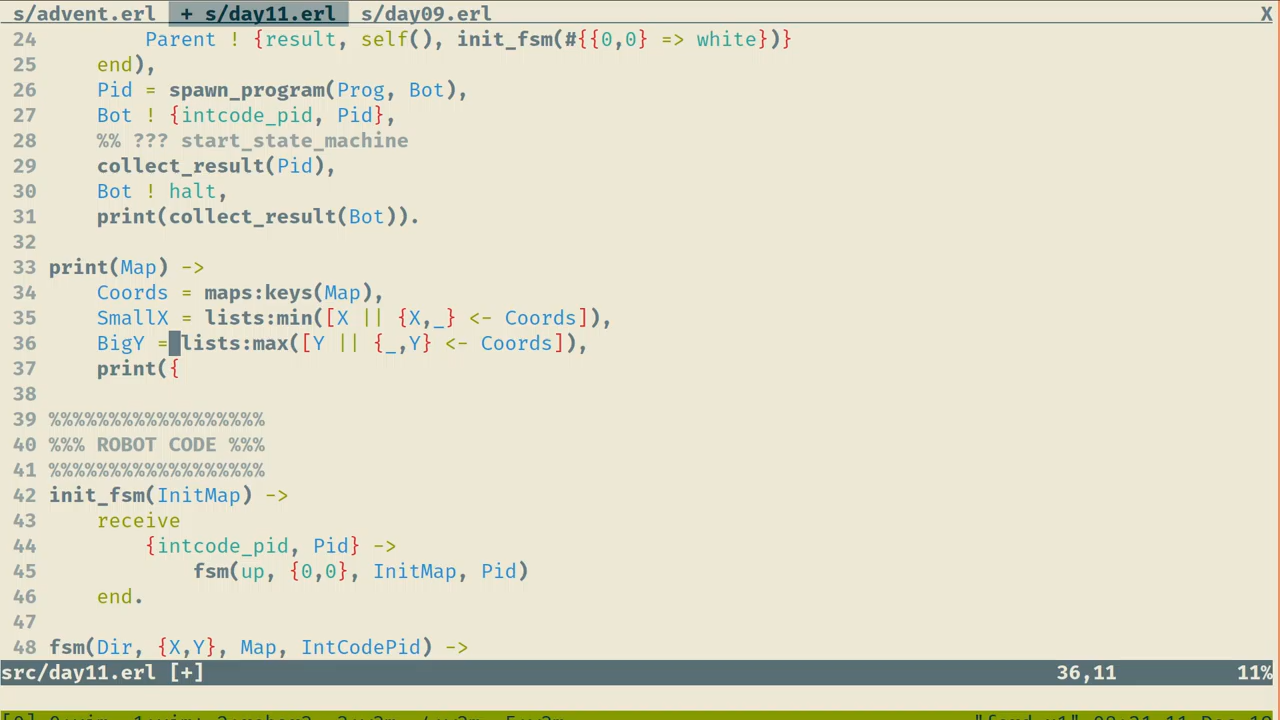 s/advent.erl + s/day11.erl s/day09.erl X
24 Parent ! {result, self(), init_fsm(#{{0,0} => white})}
25 end),
26 Pid = spawn_program(Prog, Bot),
27 Bot ! {intcode_pid, Pid},
28 %% ??? start_state_machine
29 collect_result(Pid),
30 Bot ! halt,
31 print(collect_result(Bot)).
32
33 print(Map) ->
34 Coords = maps:keys(Map),
35 SmallX = lists:min([X || {X,_} <- Coords]),
36 BigY = lists:max([Y || {_,Y} <- Coords]),
37 print({
38
39 %%%%%%%%%%%%%%%%%%
40 %%% ROBOT CODE %%%
41 %%%%%%%%%%%%%%%%%%
42 init_fsm(InitMap) ->
43 receive
44 {intcode_pid, Pid} ->
45 fsm(up, {0,0}, InitMap, Pid)
46 end.
47
48 fsm(Dir, {X,Y}, Map, IntCodePid) ->
src/day11.erl [+] 36,11 11%